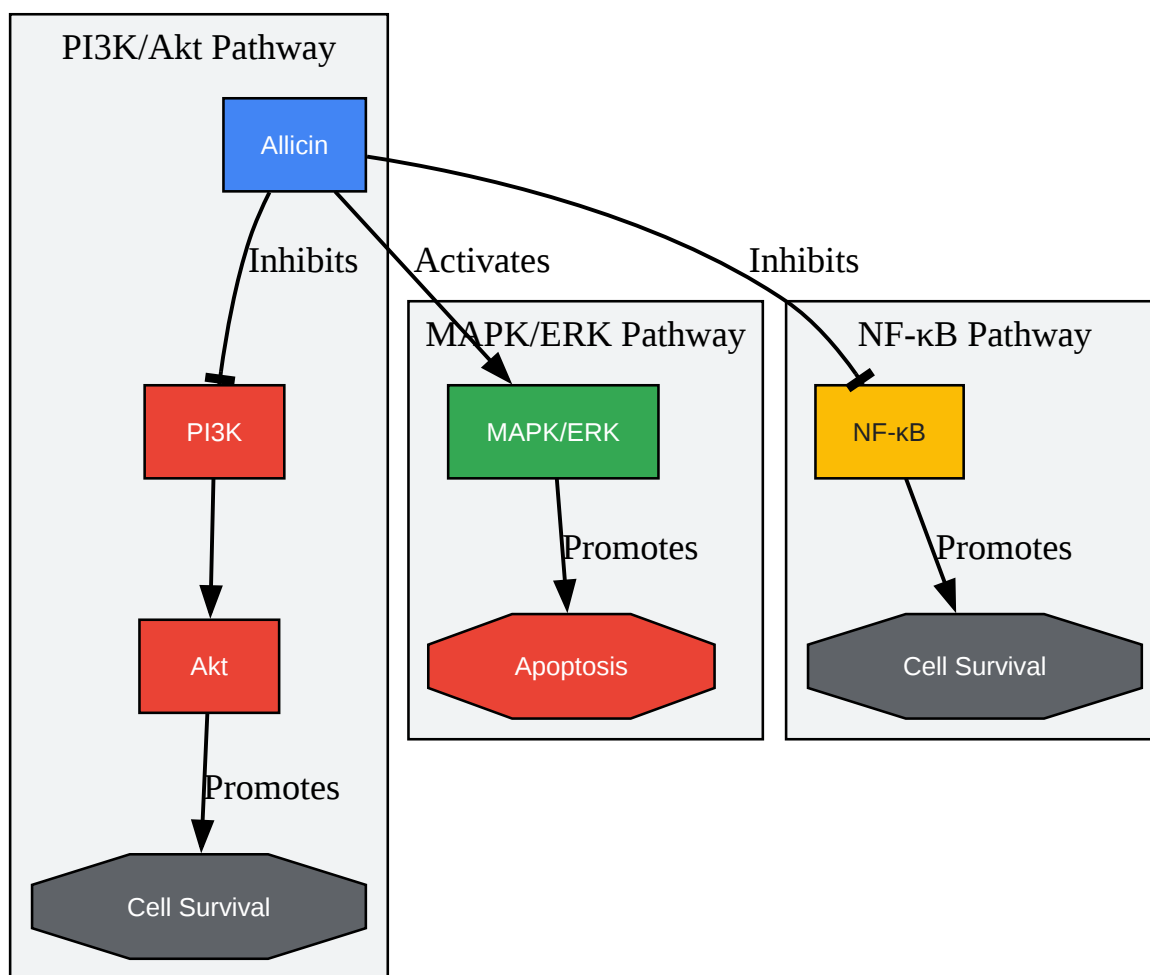 PI3K/Akt Pathway
Allicin
Inhibits
Activates
Inhibits
MAPK/ERK Pathway
NF-κB Pathway
PI3K
MAPK/ERK
NF-κB
Promotes
Promotes
Akt
Apoptosis
Cell Survival
Promotes
Cell Survival